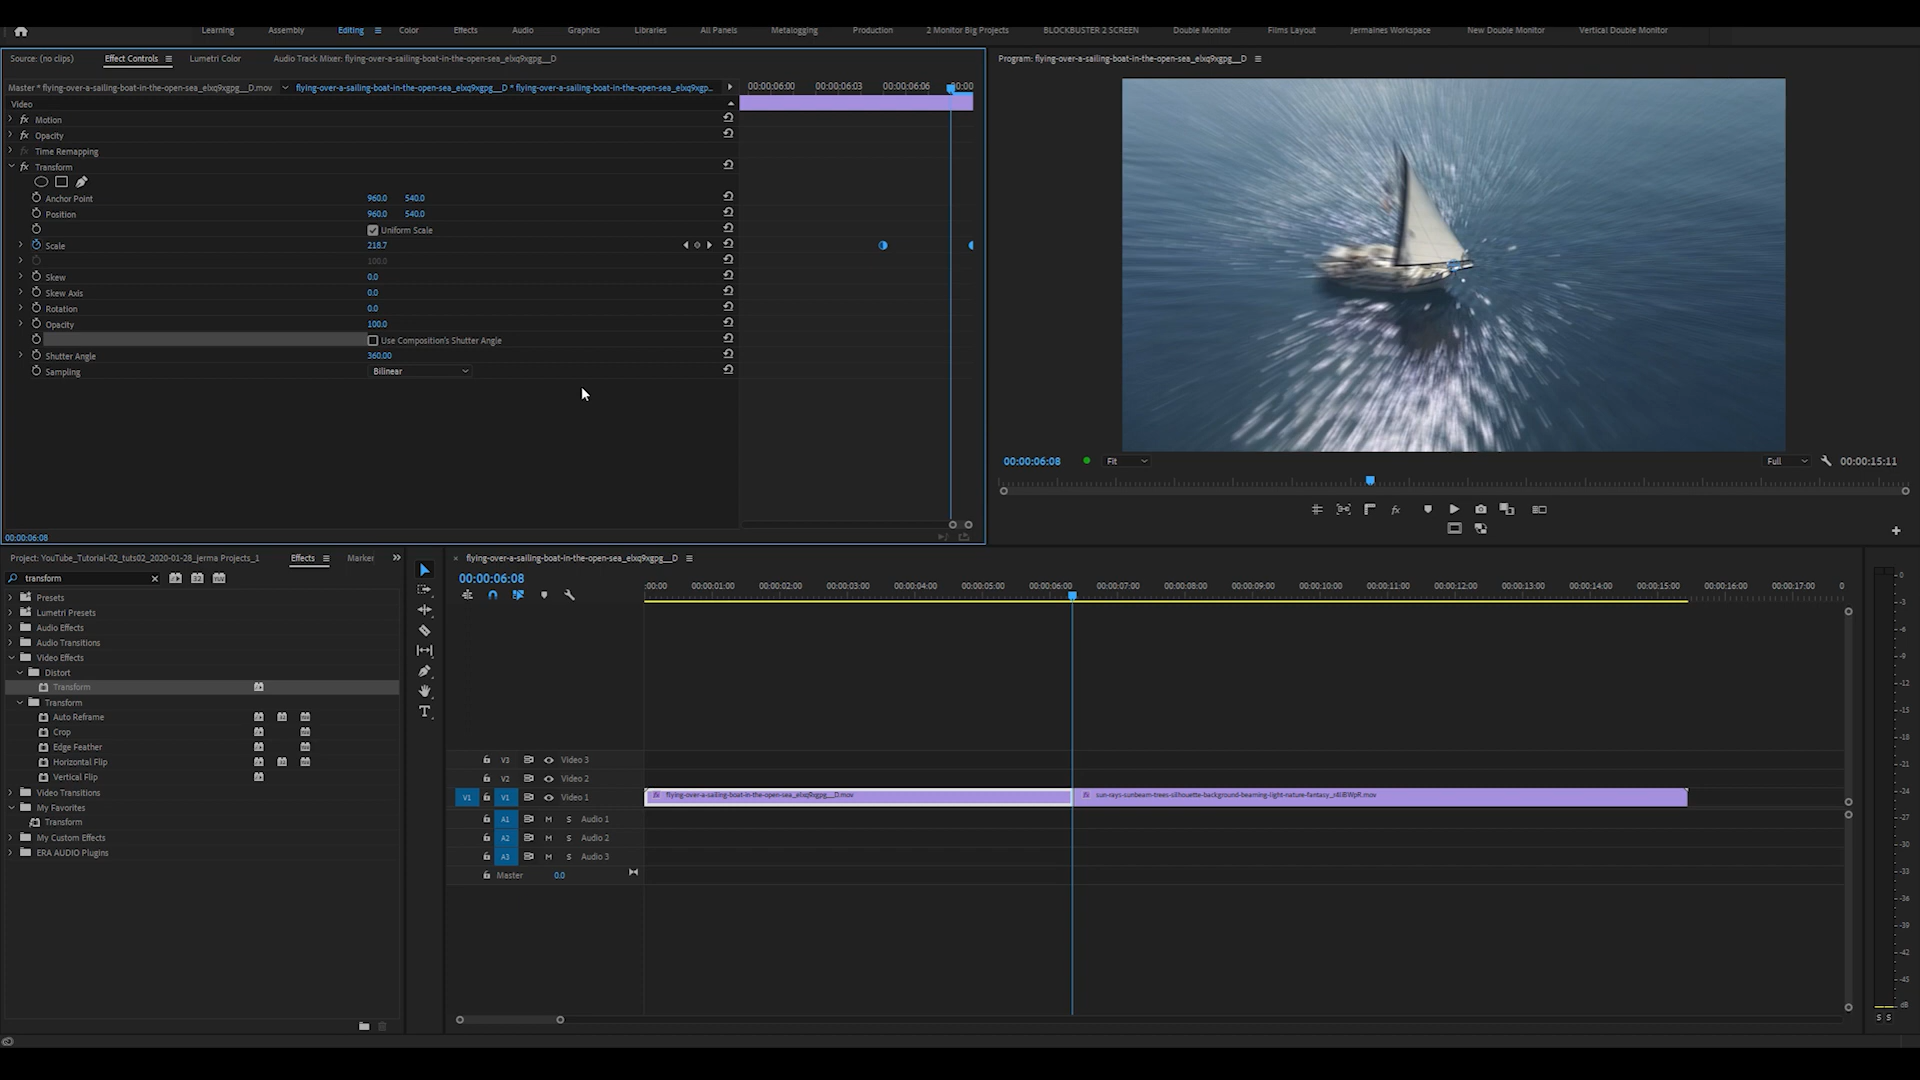 Learning Assembly Editing Color Effects Audio Graphics Libraries All Panels Metalogging Production 2 Monitor Big Projects BLOCKBUSTER 2 SCREEN Double Monitor Films Layout Jermaines Workspace New Double Monitor Vertical Double Monitor
Source: (no clips) Effect Controls Lumetri Color Audio Track Mixer: flying-over-a-sailing-boat-in-the-open-sea_elxq9xgpg__D
Program: flying-over-a-sailing-boat-in-the-open-sea_elxq9xgpg__D
Master * flying-over-a-sailing-boat-in-the-open-sea_elxq9xgpg__D.mov flying-over-a-sailing-boat-in-the-open-sea_elxq9xgpg__D * flying-over-a-sailing-boat-in-the-open-sea_elxq9xgp...
00:00:06:00 00:00:06:03 00:00:06:06 00:00
Video
Motion
Opacity
Time Remapping
Transform
Anchor Point 960.0 540.0
Position 960.0 540.0
Uniform Scale
Scale 218.7
100.0
Skew 0.0
Skew Axis 0.0
Rotation 0.0
Opacity 100.0
Use Composition's Shutter Angle
Shutter Angle 360.00
Sampling Bilinear
00:00:06:08
00:00:06:08 Fit Full 00:00:15:11
Project: YouTube_Tutorial-02_tuts02_2020-01-28_jerma Projects_1 Effects Marker
transform
Presets
Lumetri Presets
Audio Effects
Audio Transitions
Video Effects
Distort
Transform
Transform
Auto Reframe
Crop
Edge Feather
Horizontal Flip
Vertical Flip
Video Transitions
My Favorites
Transform
My Custom Effects
ERA AUDIO Plugins
flying-over-a-sailing-boat-in-the-open-sea_elxq9xgpg__D
00:00:06:08
:00:00 00:00:01:00 00:00:02:00 00:00:03:00 00:00:04:00 00:00:05:00 00:00:06:00 00:00:07:00 00:00:08:00 00:00:09:00 00:00:10:00 00:00:11:00 00:00:12:00 00:00:13:00 00:00:14:00 00:00:15:00 00:00:16:00 00:00:17:00 0
V3 Video 3
V2 Video 2
V1 V1 Video 1
flying-over-a-sailing-boat-in-the-open-sea_elxq9xgpg__D.mov
sun-rays-sunbeam-trees-silhouette-background-beaming-light-nature-fantasy_r4li8WpR.mov
A1 M S Audio 1
A2 M S Audio 2
A3 M S Audio 3
Master 0.0
0
-3
-6
-9
-12
-15
-18
-21
-24
-27
-30
-33
-36
-39
-42
-45
dB
S S